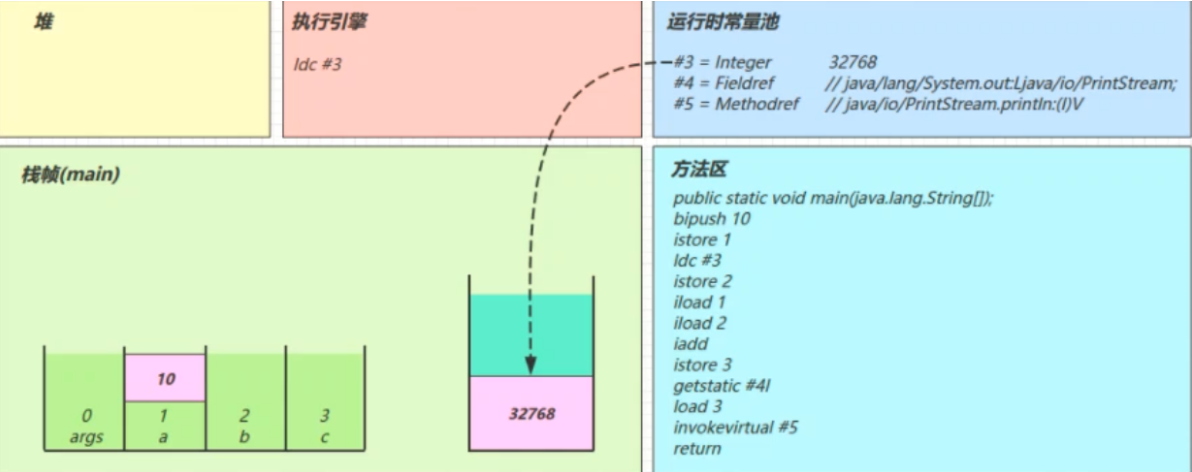 堆
执行引擎
ldc #3
运行时常量池
#3 = Integer 32768
#4 = Fieldref // java/lang/System.out:Ljava/io/PrintStream;
#5 = Methodref // java/io/PrintStream.println:(I)V
栈帧(main)
10
0 1 2 3
args a b c
32768
方法区
public static void main(java.lang.String[]);
bipush 10
istore 1
ldc #3
istore 2
iload 1
iload 2
iadd
istore 3
getstatic #4l
load 3
invokevirtual #5
return